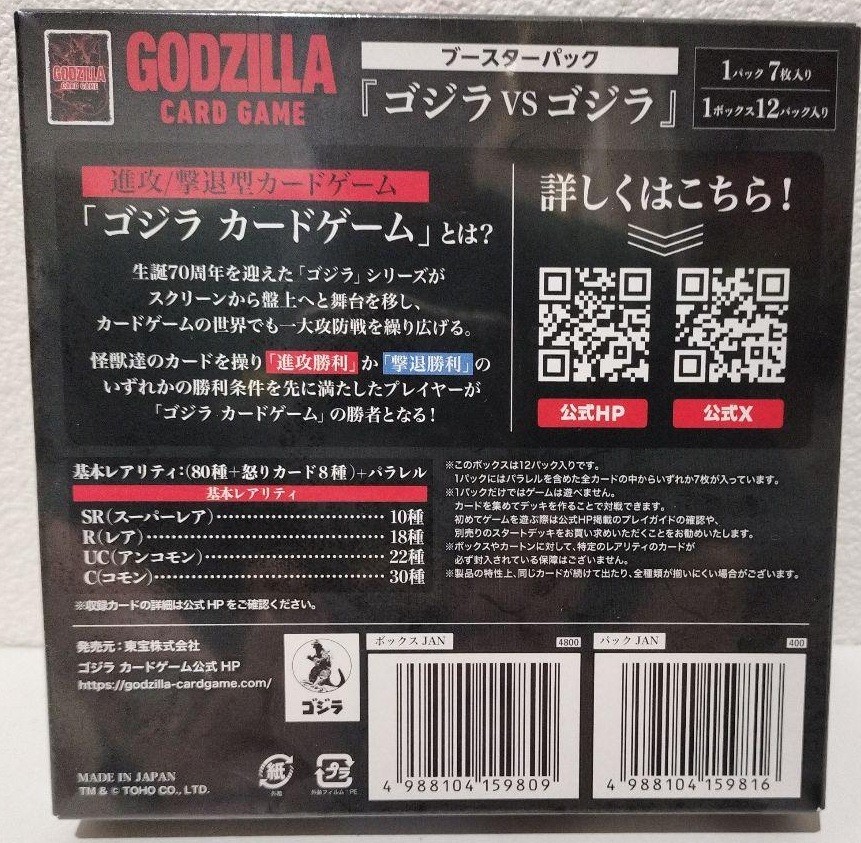 GODZILLA
CARD GAME
GODZILLA
CARD GAME
ブースターパック
『ゴジラ VS ゴジラ』
1パック 7枚入り
1ボックス12パック入り
進攻/撃退型カードゲーム
「ゴジラ カードゲーム」とは?
生誕70周年を迎えた「ゴジラ」シリーズが
スクリーンから盤上へと舞台を移し、
カードゲームの世界でも一大攻防戦を繰り広げる。
怪獣達のカードを操り「進攻勝利」か「撃退勝利」の
いずれかの勝利条件を先に満たしたプレイヤーが
「ゴジラ カードゲーム」の勝者となる!
詳しくはこちら!
公式HP
公式X
基本レアリティ:(80種+怒りカード8種)+パラレル
基本レアリティ
SR(スーパーレア)………………………10種
R(レア)………………………………18種
UC(アンコモン)…………………………22種
C(コモン)………………………………30種
※収録カードの詳細は公式HPをご確認ください。
※このボックスは12パック入りです。
1パックにはパラレルを含めた全カードの中からいずれか7枚が入っています。
※1パックだけではゲームは遊べません。
カードを集めてデッキを作ることで対戦できます。
初めてゲームを遊ぶ際は公式HP掲載のプレイガイドの確認や、
別売りのスタートデッキをお買い求めいただくことをお勧めいたします。
※ボックスやカートンに対して、特定のレアリティのカードが
必ず封入されている保障はございません。
※製品の特性上、同じカードが続けて出たり、全種類が揃いにくい場合がございます。
発売元:東宝株式会社
ゴジラ カードゲーム公式HP
https://godzilla-cardgame.com/
ゴジラ
MADE IN JAPAN
TM & © TOHO CO., LTD.
紙
外箱
プラ
外装フィルム:PE
ボックス JAN
4800
4 988104 159809
パック JAN
400
4 988104 159816